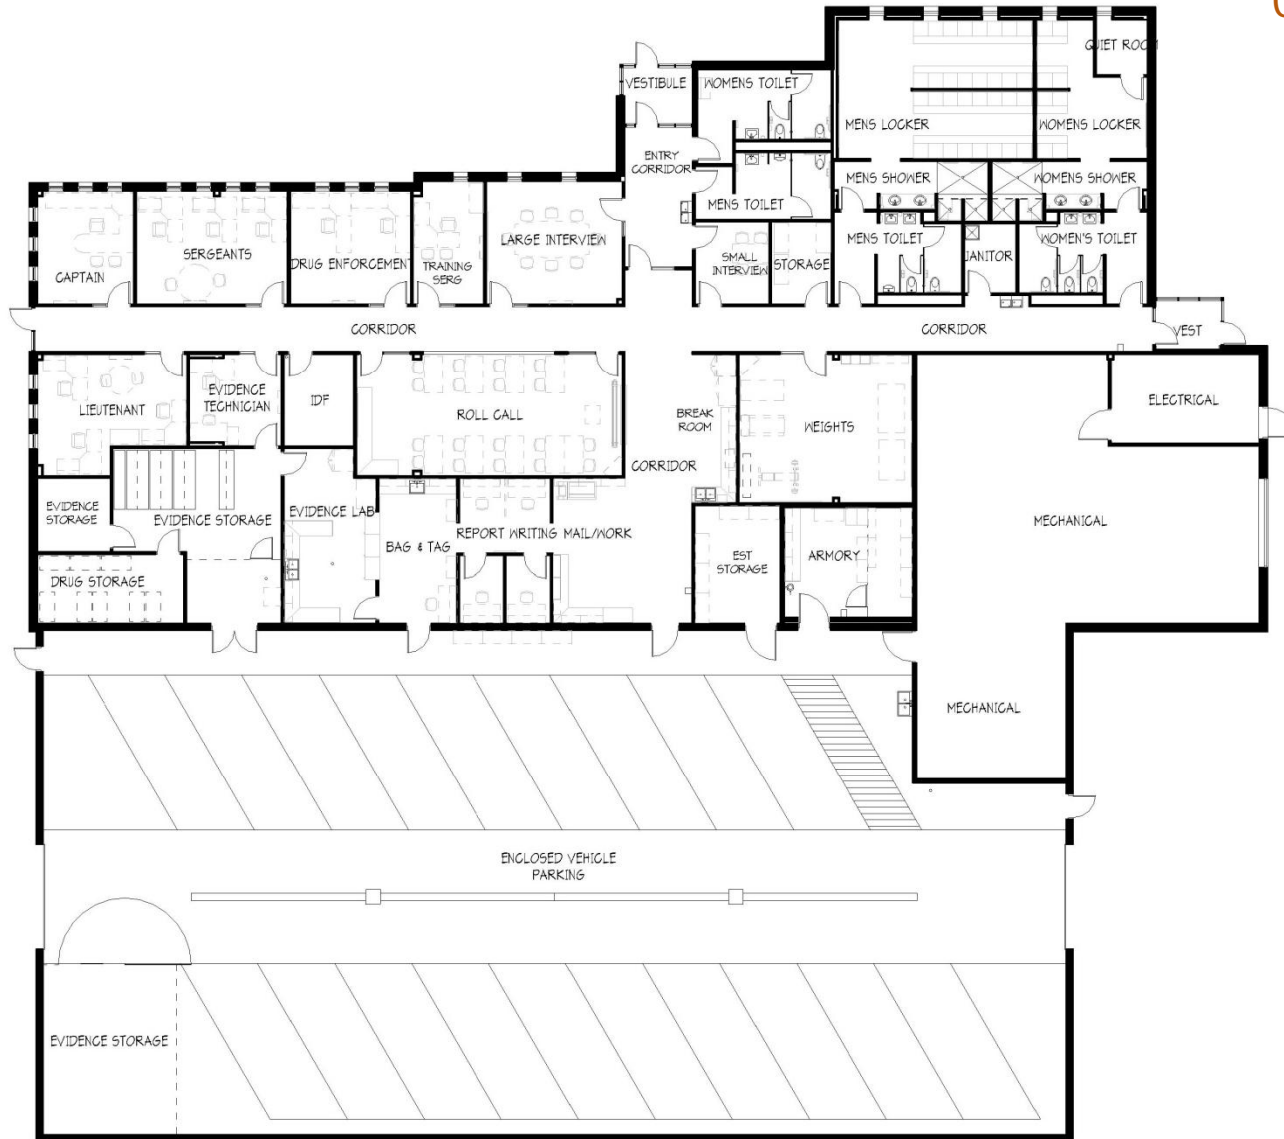 QUIET ROOM
VESTIBULE
WOMENS TOILET
MENS LOCKER
WOMENS LOCKER
ENTRY
CORRIDOR
MENS SHOWER
WOMENS SHOWER
MENS TOILET
LARGE INTERVIEW
MENS TOILET
WOMEN'S TOILET
SERGEANTS
DRUG ENFORCEMENT
TRAINING
SERG
SMALL
INTERVIEW
STORAGE
JANITOR
CAPTAIN
CORRIDOR
CORRIDOR
VEST
LIEUTENANT
EVIDENCE
TECHNICIAN
IDF
ROLL CALL
BREAK
ROOM
WEIGHTS
ELECTRICAL
CORRIDOR
EVIDENCE
STORAGE
EVIDENCE STORAGE
EVIDENCE LAB
BAG & TAG
REPORT WRITING
MAIL/WORK
EST
STORAGE
ARMORY
MECHANICAL
DRUG STORAGE
MECHANICAL
ENCLOSED VEHICLE
PARKING
EVIDENCE STORAGE